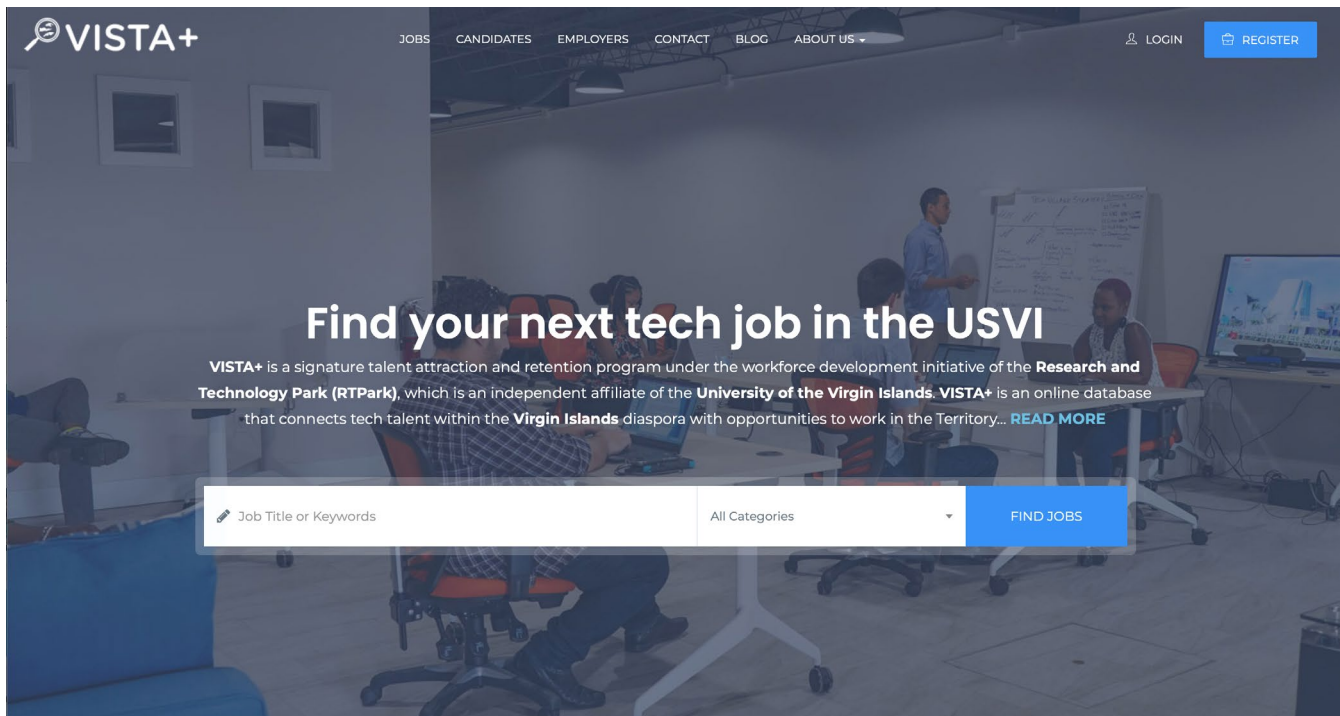 VISTA+
JOBS CANDIDATES EMPLOYERS CONTACT BLOG ABOUT US
LOGIN REGISTER
Find your next tech job in the USVI
VISTA+ is a signature talent attraction and retention program under the workforce development initiative of the Research and
Technology Park (RTPark), which is an independent affiliate of the University of the Virgin Islands. VISTA+ is an online database
that connects tech talent within the Virgin Islands diaspora with opportunities to work in the Territory... READ MORE
Job Title or Keywords
All Categories
FIND JOBS